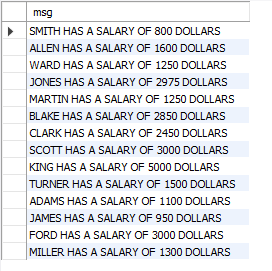 msg
SMITH HAS A SALARY OF 800 DOLLARS
ALLEN HAS A SALARY OF 1600 DOLLARS
WARD HAS A SALARY OF 1250 DOLLARS
JONES HAS A SALARY OF 2975 DOLLARS
MARTIN HAS A SALARY OF 1250 DOLLARS
BLAKE HAS A SALARY OF 2850 DOLLARS
CLARK HAS A SALARY OF 2450 DOLLARS
SCOTT HAS A SALARY OF 3000 DOLLARS
KING HAS A SALARY OF 5000 DOLLARS
TURNER HAS A SALARY OF 1500 DOLLARS
ADAMS HAS A SALARY OF 1100 DOLLARS
JAMES HAS A SALARY OF 950 DOLLARS
FORD HAS A SALARY OF 3000 DOLLARS
MILLER HAS A SALARY OF 1300 DOLLARS